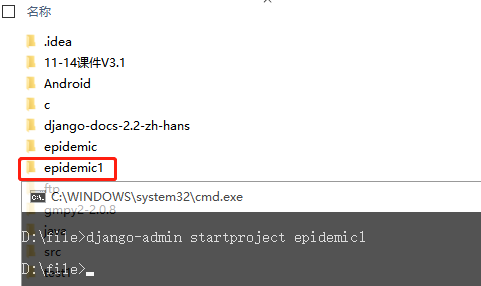 名称
.idea
11-14课件V3.1
Android
c
django-docs-2.2-zh-hans
epidemic
epidemic1
ftp
C:\WINDOWS\system32\cmd.exe
gmpy2-2.0.8
java
D:\file>django-admin startproject epidemic1
src
D:\file>